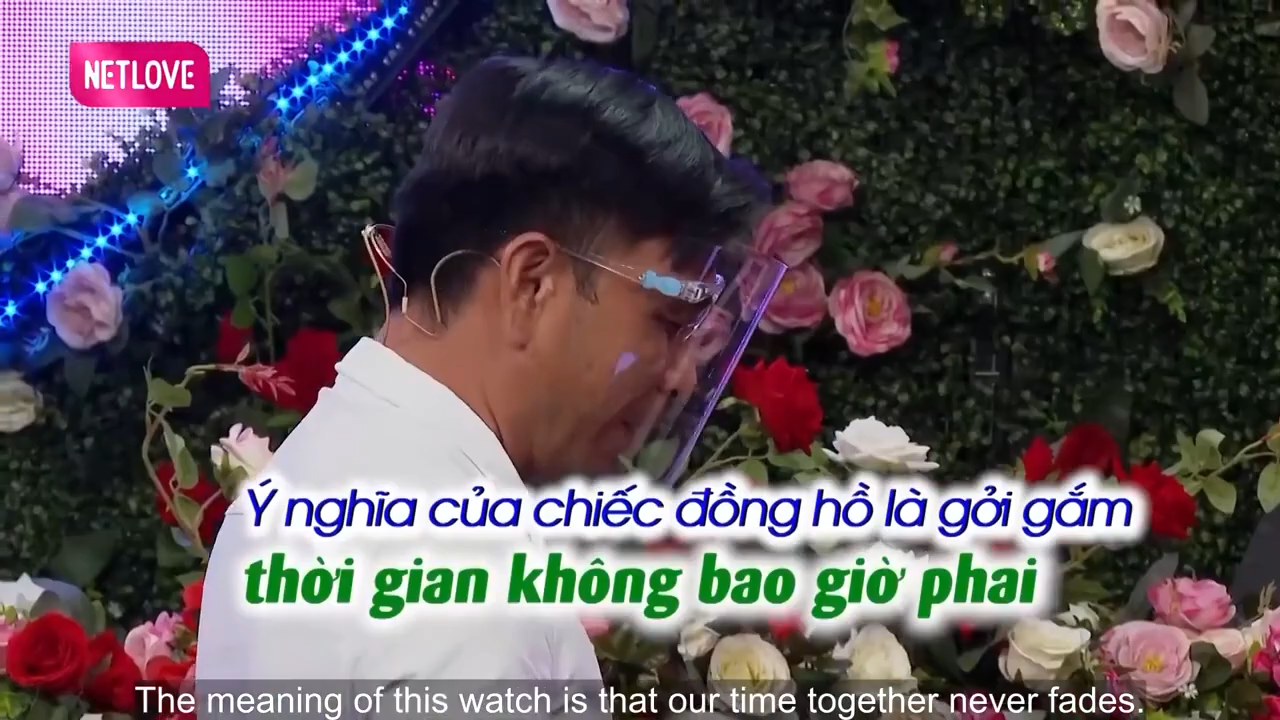 NETLOVE
Ý nghĩa của chiếc đồng hồ là gởi gắm
thời gian không bao giờ phai
The meaning of this watch is that our time together never fades.